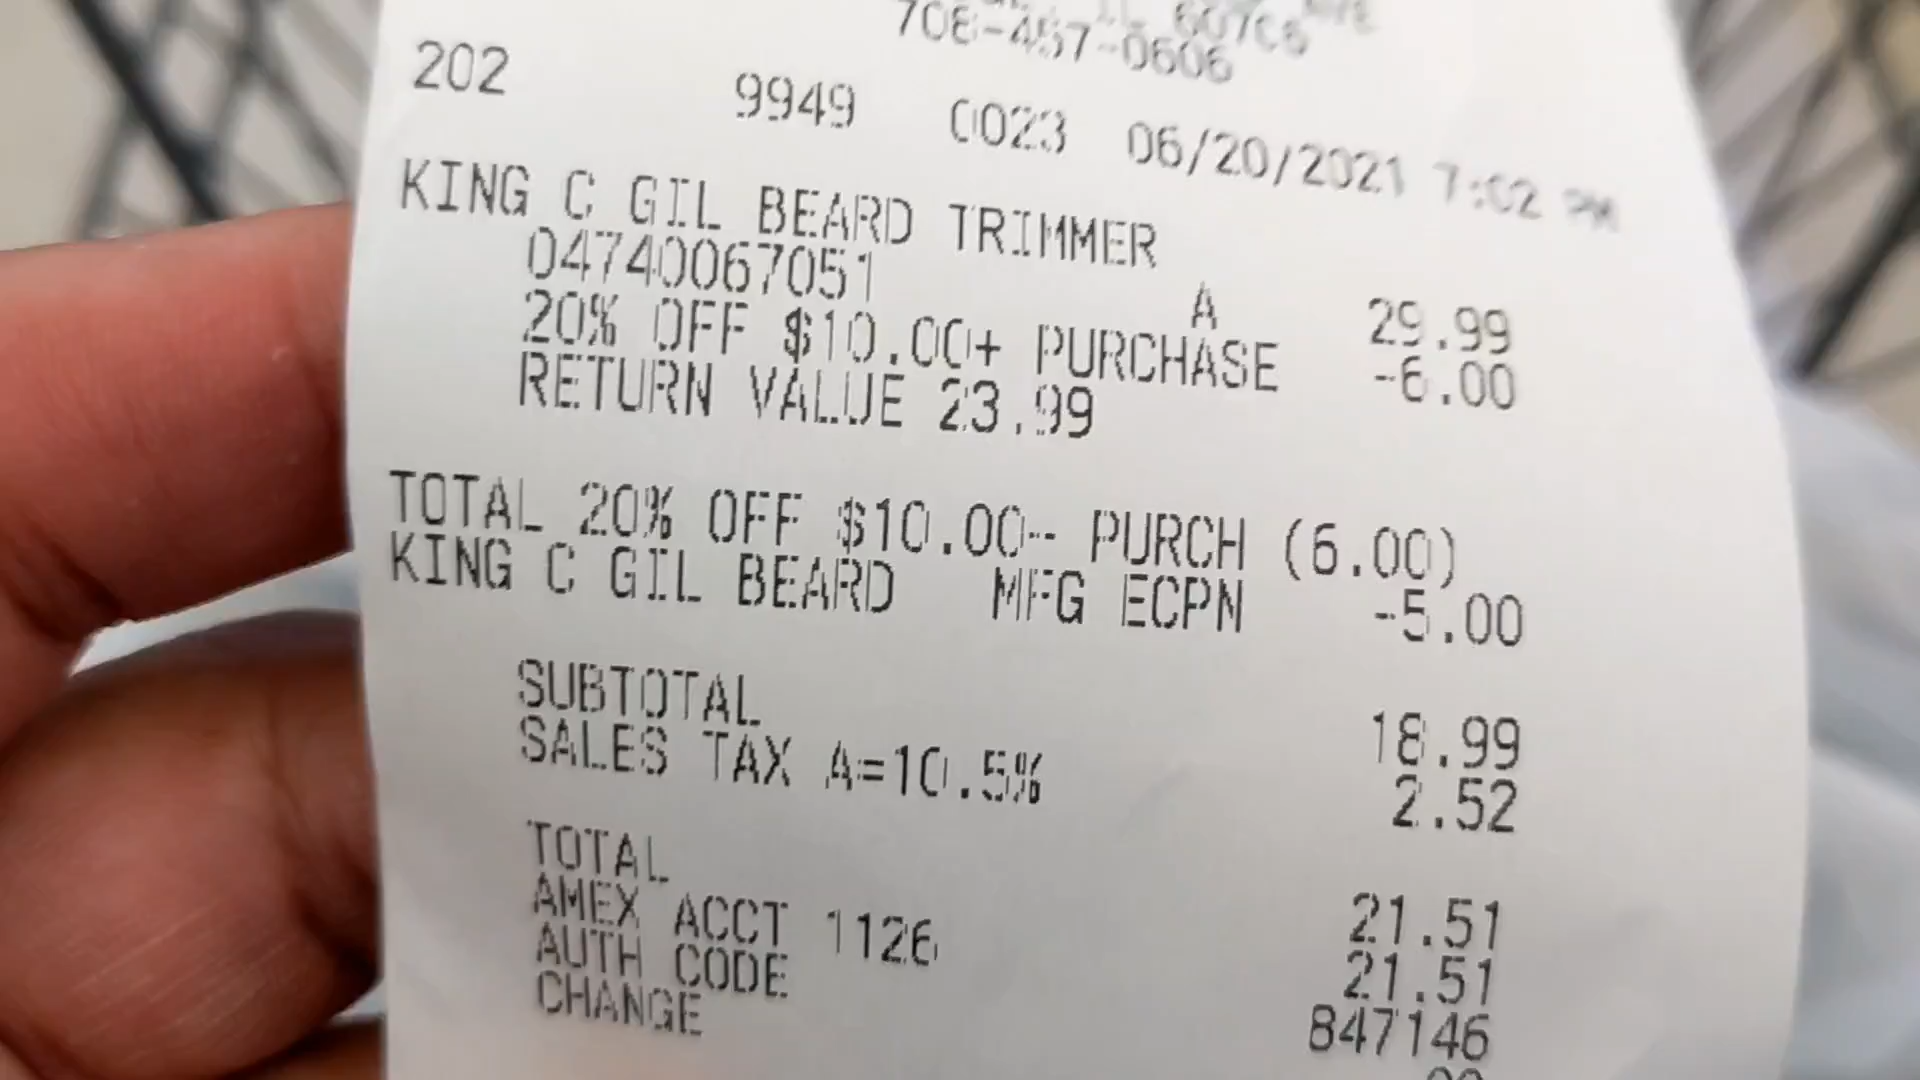 60706
708-457-0606
202 9949 0023 06/20/2021 7:02 PM
KING C GIL BEARD TRIMMER
04740067051 A 29.99
20% OFF $10.00+ PURCHASE -6.00
RETURN VALUE 23.99
TOTAL 20% OFF $10.00-- PURCH (6.00)
KING C GIL BEARD MFG ECPN -5.00
SUBTOTAL 18.99
SALES TAX A=10.5% 2.52
TOTAL 21.51
AMEX ACCT 1126 21.51
AUTH CODE 847146
CHANGE